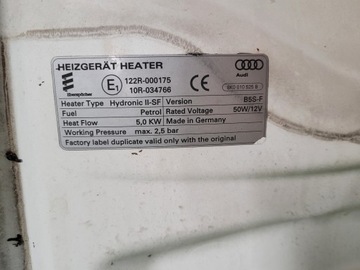 HEIZGERÄT HEATER
Eberspächer
E1
122R-000175
10R-034766
CE
Audi
Heater Type Hydronic II-SF Version B5S-F
Fuel Petrol Rated Voltage 50W/12V
Heat Flow 5,0 KW Made in Germany
Working pressure max. 2,5 bar
Factory label duplicate valid only with the original